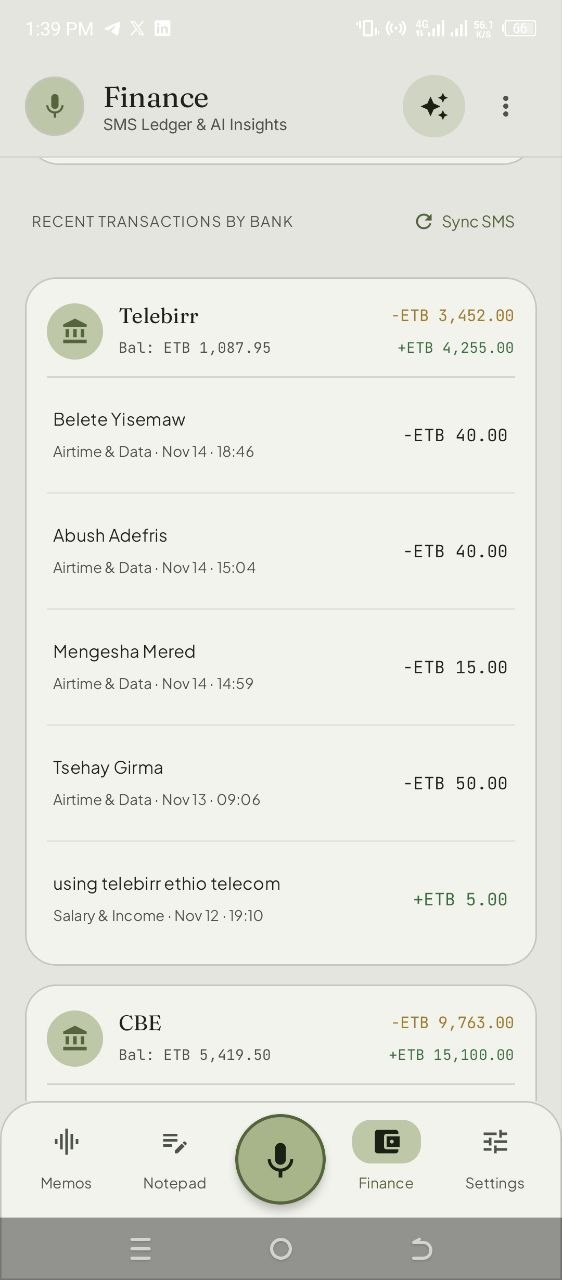 1:39 PM
4G 56.1 K/S 66
Finance
SMS Ledger & AI Insights
RECENT TRANSACTIONS BY BANK Sync SMS
Telebirr -ETB 3,452.00
Bal: ETB 1,087.95 +ETB 4,255.00
Belete Yisemaw
Airtime & Data · Nov 14 · 18:46 -ETB 40.00
Abush Adefris
Airtime & Data · Nov 14 · 15:04 -ETB 40.00
Mengesha Mered
Airtime & Data · Nov 14 · 14:59 -ETB 15.00
Tsehay Girma
Airtime & Data · Nov 13 · 09:06 -ETB 50.00
using telebirr ethio telecom
Salary & Income · Nov 12 · 19:10 +ETB 5.00
CBE -ETB 9,763.00
Bal: ETB 5,419.50 +ETB 15,100.00
Memos Notepad Finance Settings